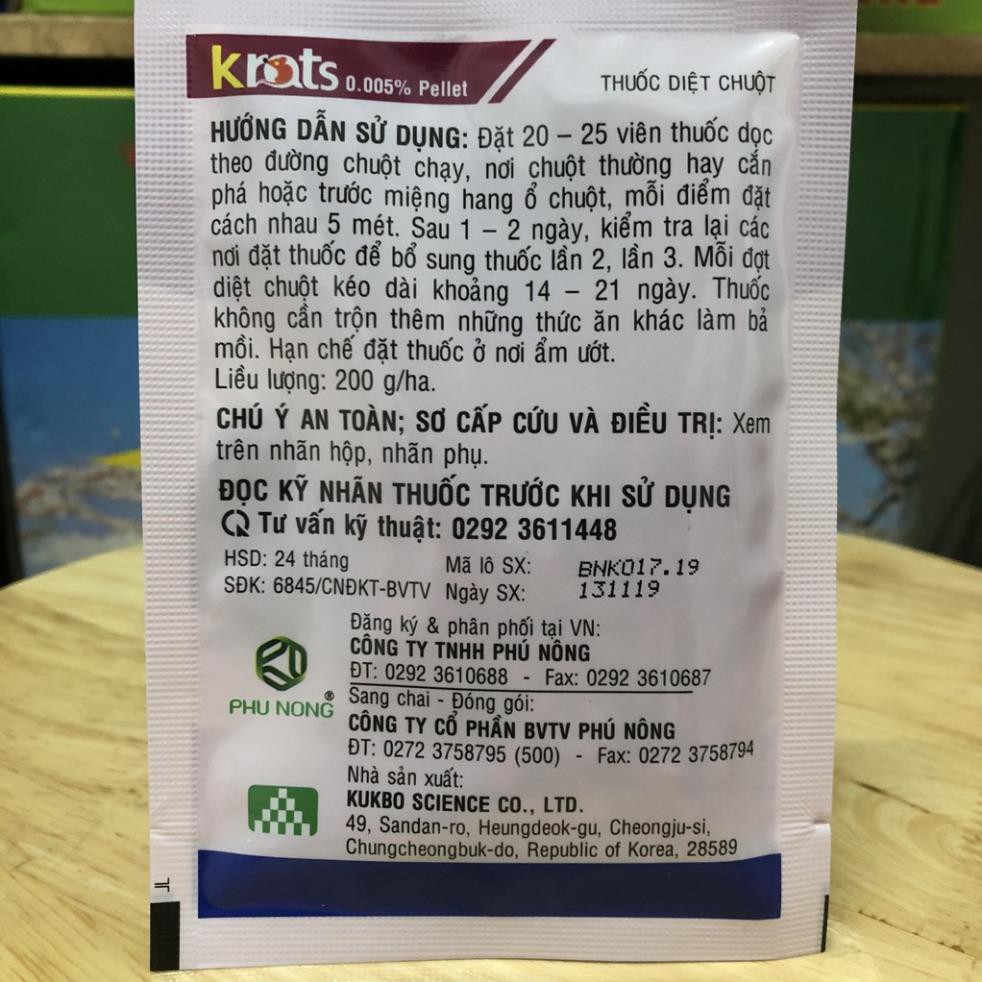 krats 0.005% Pellet
THUỐC DIỆT CHUỘT
HƯỚNG DẪN SỬ DỤNG: Đặt 20 – 25 viên thuốc dọc
theo đường chuột chạy, nơi chuột thường hay cắn
phá hoặc trước miệng hang ổ chuột, mỗi điểm đặt
cách nhau 5 mét. Sau 1 – 2 ngày, kiểm tra lại các
nơi đặt thuốc để bổ sung thuốc lần 2, lần 3. Mỗi đợt
diệt chuột kéo dài khoảng 14 – 21 ngày. Thuốc
không cần trộn thêm những thức ăn khác làm bả
mồi. Hạn chế đặt thuốc ở nơi ẩm ướt.
Liều lượng: 200 g/ha.
CHÚ Ý AN TOÀN; SƠ CẤP CỨU VÀ ĐIỀU TRỊ: Xem
trên nhãn hộp, nhãn phụ.
ĐỌC KỸ NHÃN THUỐC TRƯỚC KHI SỬ DỤNG
Tư vấn kỹ thuật: 0292 3611448
HSD: 24 tháng
Mã lô SX: BNK017.19
SĐK: 6845/CNĐKT-BVTV
Ngày SX: 131119
Đăng ký & phân phối tại VN:
CÔNG TY TNHH PHÚ NÔNG
ĐT: 0292 3610688 - Fax: 0292 3610687
PHU NONG®
Sang chai - Đóng gói:
CÔNG TY CỔ PHẦN BVTV PHÚ NÔNG
ĐT: 0272 3758795 (500) - Fax: 0272 3758794
Nhà sản xuất:
KUKBO SCIENCE CO., LTD.
49, Sandan-ro, Heungdeok-gu, Cheongju-si,
Chungcheongbuk-do, Republic of Korea, 28589